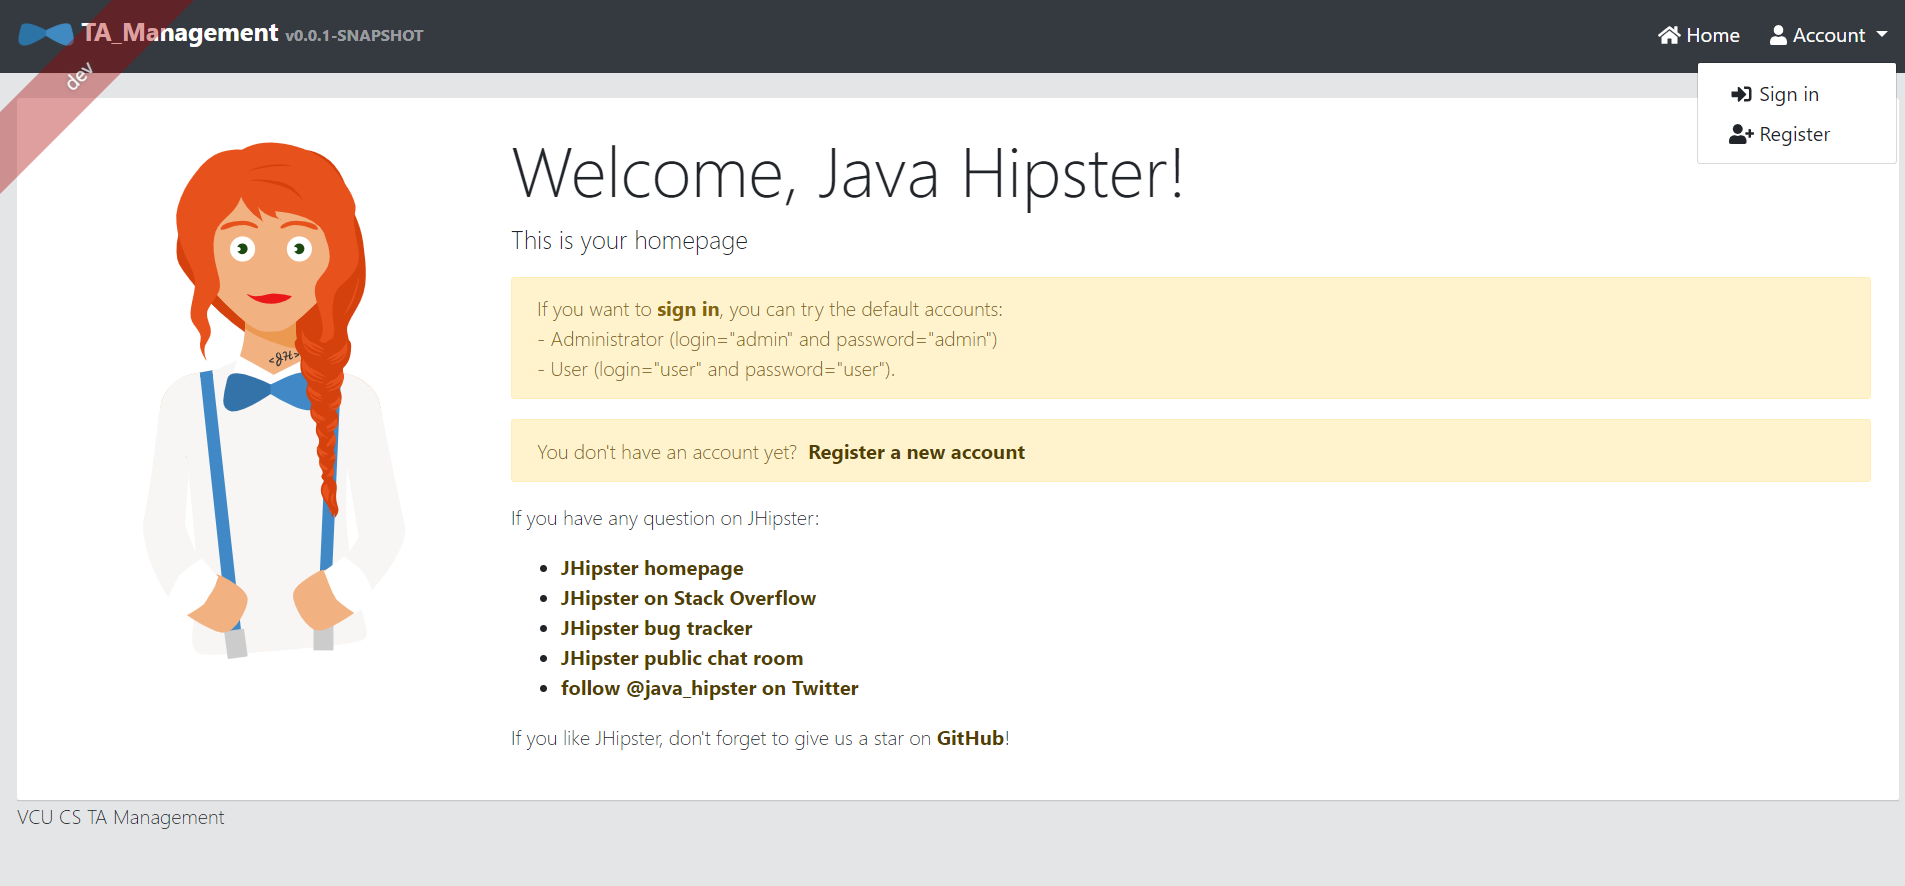 TA_Management v0.0.1-SNAPSHOT
Home
Account
dev
Sign in
Register
Welcome, Java Hipster!
This is your homepage
If you want to sign in, you can try the default accounts:
- Administrator (login="admin" and password="admin")
- User (login="user" and password="user").
You don't have an account yet? Register a new account
If you have any question on JHipster:
JHipster homepage
JHipster on Stack Overflow
JHipster bug tracker
JHipster public chat room
follow @java_hipster on Twitter
If you like JHipster, don't forget to give us a star on GitHub!
<JH>
VCU CS TA Management